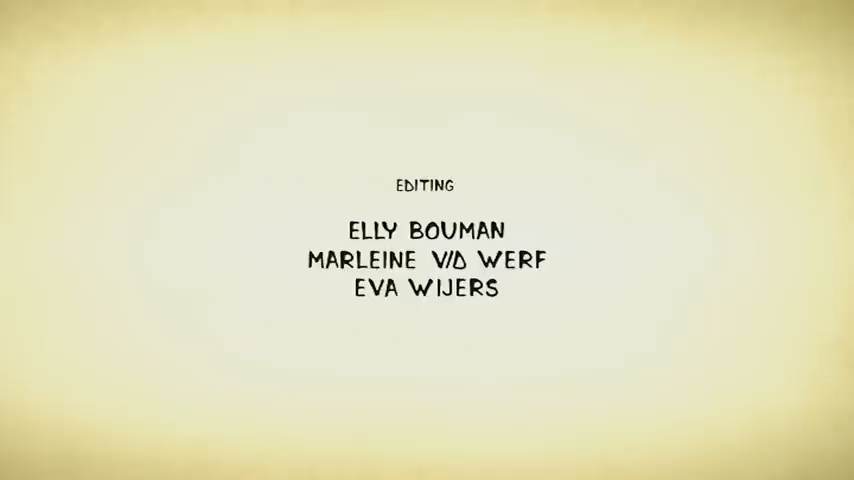 EDITING
ELLY BOUMAN
MARLEINE V/D WERF
EVA WIJERS